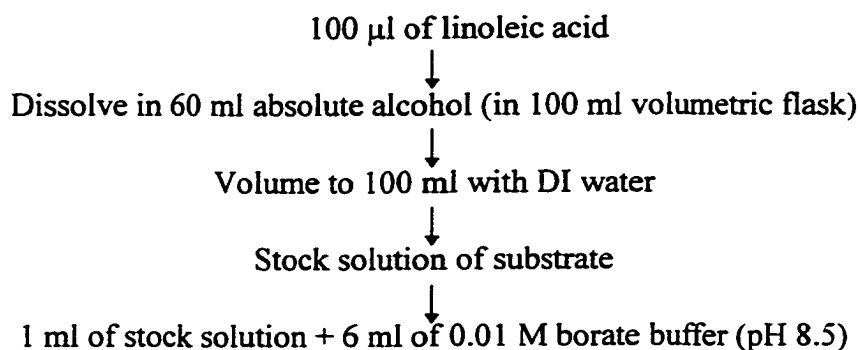 100 µl of linoleic acid
Dissolve in 60 ml absolute alcohol (in 100 ml volumetric flask)
Volume to 100 ml with DI water
Stock solution of substrate
1 ml of stock solution + 6 ml of 0.01 M borate buffer (pH 8.5)